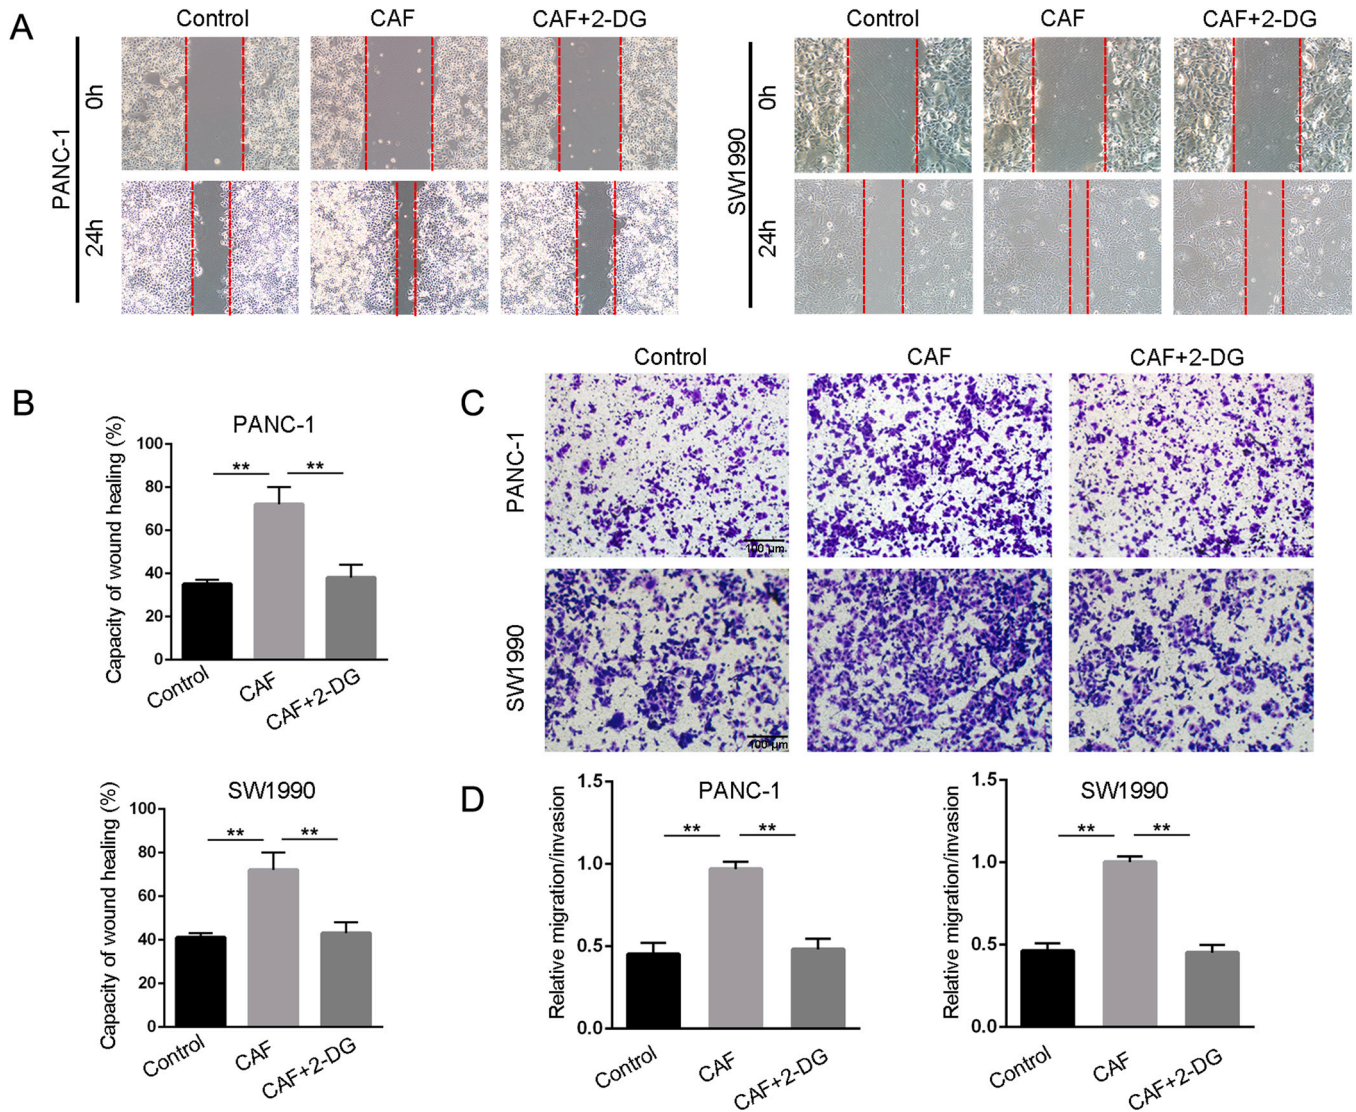 A
Control CAF CAF+2-DG
Control CAF CAF+2-DG
PANC-1
0h
24h
SW1990
0h
24h
B
PANC-1
Capacity of wound healing (%)
100
80
60
40
20
0
** **
Control CAF CAF+2-DG
SW1990
Capacity of wound healing (%)
100
80
60
40
20
0
** **
Control CAF CAF+2-DG
C
Control CAF CAF+2-DG
PANC-1
100 μm
SW1990
100 μm
D
PANC-1
Relative migration/invasion
1.5
1.0
0.5
0.0
** **
Control CAF CAF+2-DG
SW1990
Relative migration/invasion
1.5
1.0
0.5
0.0
** **
Control CAF CAF+2-DG